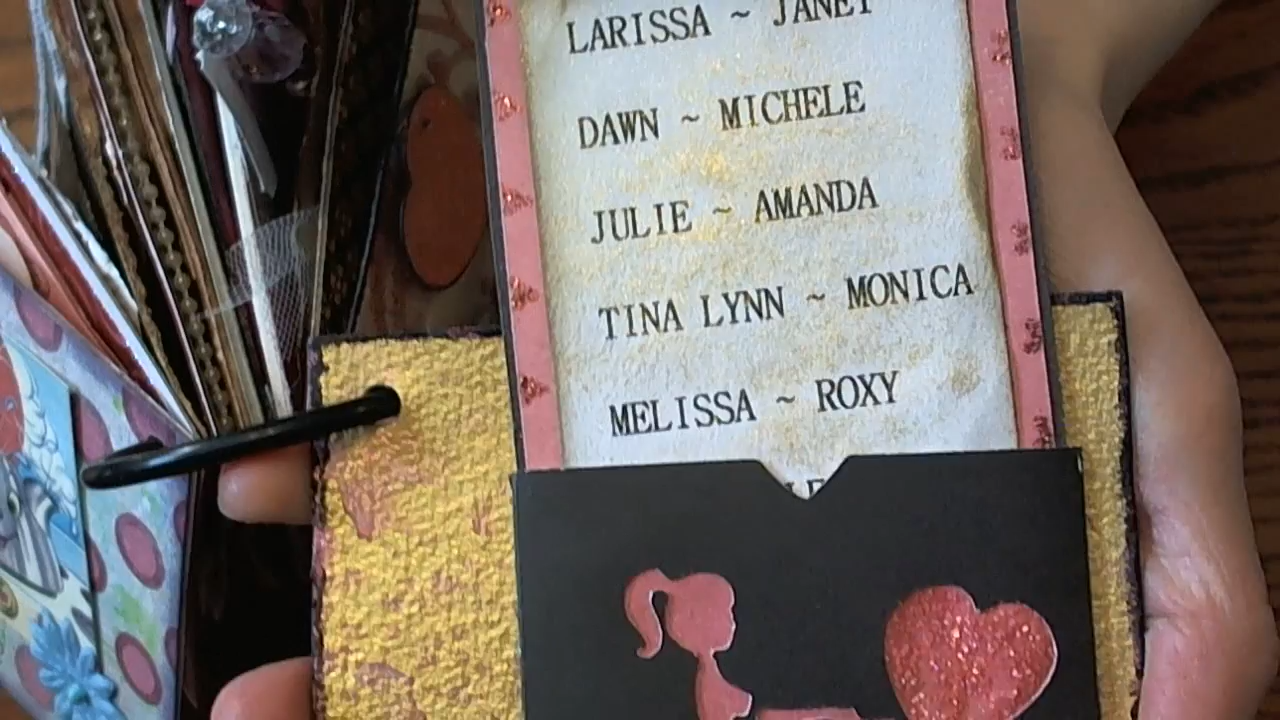 LARISSA ~ JANET
DAWN ~ MICHELE
JULIE ~ AMANDA
TINA LYNN ~ MONICA
MELISSA ~ ROXY